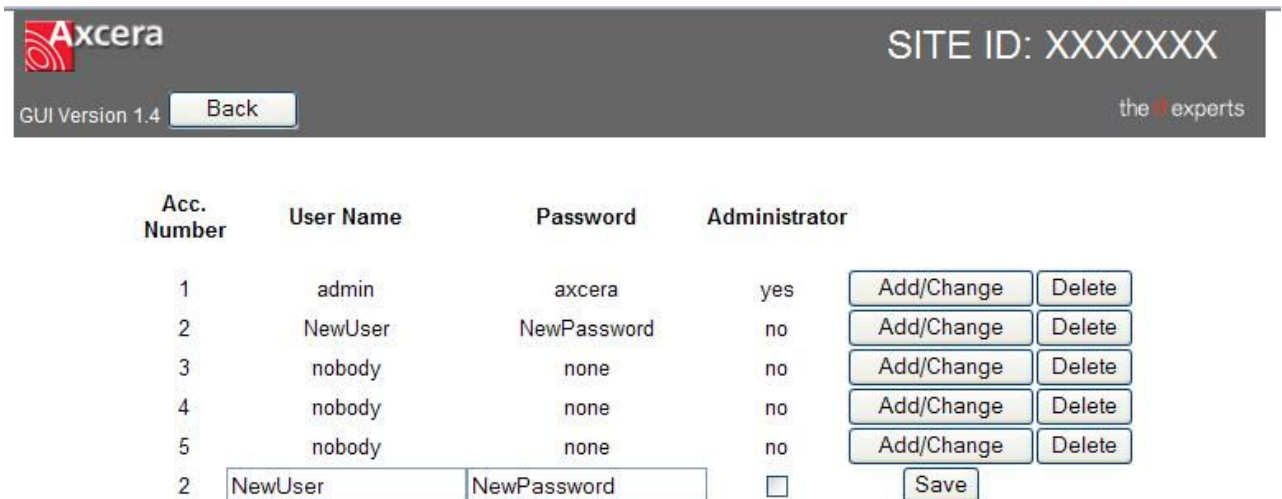 Axcera
SITE ID: XXXXXXX
GUI Version 1.4 Back
the rf experts
Acc. Number User Name Password Administrator
1 admin axcera yes Add/Change Delete
2 NewUser NewPassword no Add/Change Delete
3 nobody none no Add/Change Delete
4 nobody none no Add/Change Delete
5 nobody none no Add/Change Delete
2 NewUser NewPassword Save